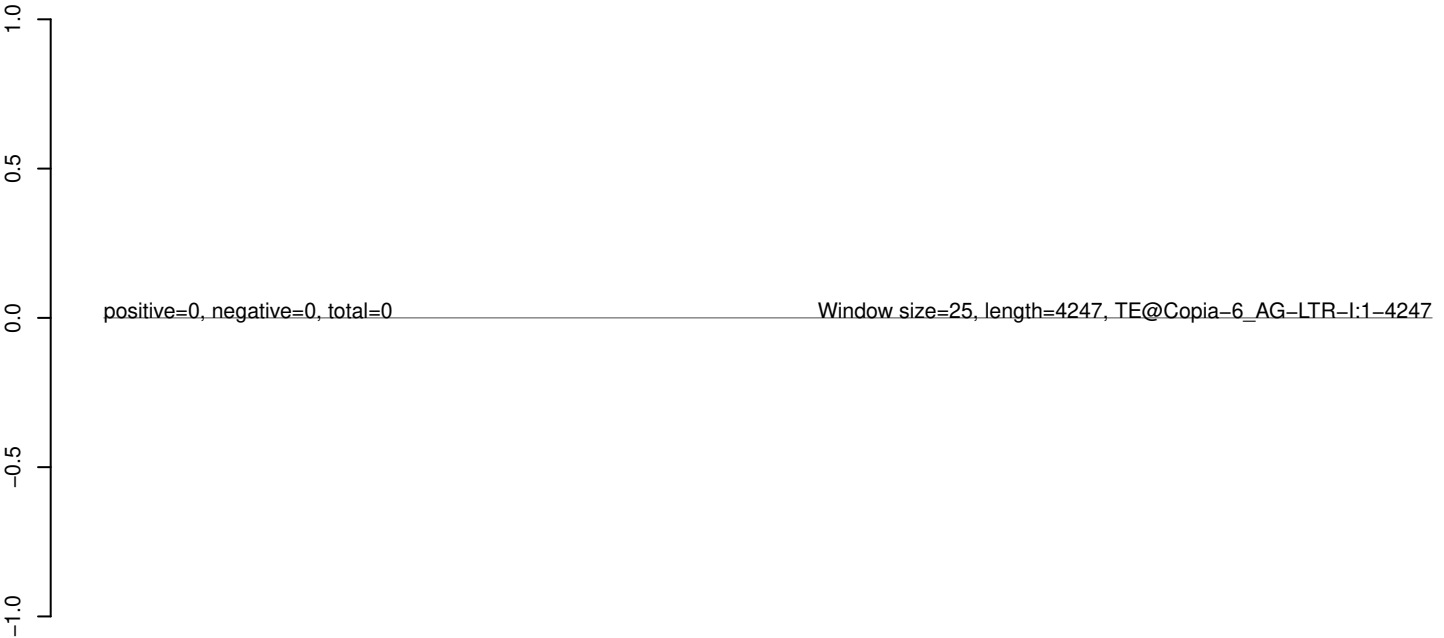 1.0
0.5
0.0
−0.5
−1.0
positive=0, negative=0, total=0
Window size=25, length=4247, TE@Copia−6_AG−LTR−I:1−4247